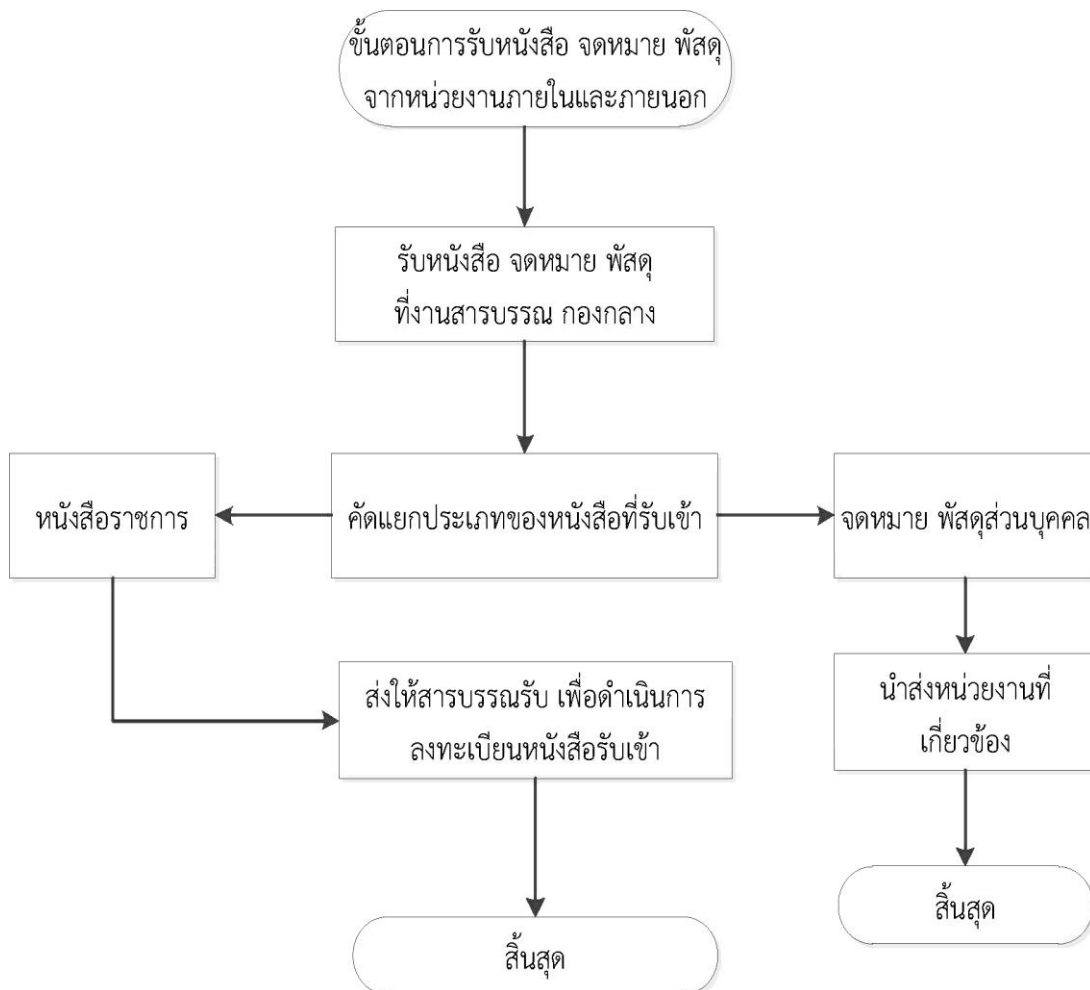 ขั้นตอนการรับหนังสือ จดหมาย พัสดุ
จากหน่วยงานภายในและภายนอก
รับหนังสือ จดหมาย พัสดุ
ที่งานสารบรรณ กองกลาง
หนังสือราชการ
คัดแยกประเภทของหนังสือที่รับเข้า
จดหมาย พัสดุส่วนบุคคล
ส่งให้สารบรรณรับ เพื่อดำเนินการ
ลงทะเบียนหนังสือรับเข้า
นำส่งหน่วยงานที่
เกี่ยวข้อง
สิ้นสุด
สิ้นสุด